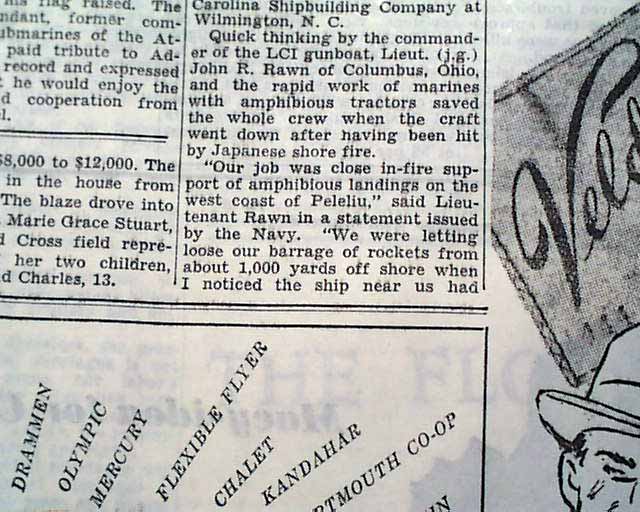 his flag raised. The
ndant, former com-
ubmarines of the At-
paid tribute to Ad-
record and expressed
t he would enjoy the
d cooperation from
l.
$8,000 to $12,000. The
in the house from
The blaze drove into
Marie Grace Stuart,
d Cross field repre-
her two children,
d Charles, 13.
Carolina Shipbuilding Company at
Wilmington, N. C.
Quick thinking by the command-
er of the LCI gunboat, Lieut. (j.g.)
John R. Rawn of Columbus, Ohio,
and the rapid work of marines
with amphibious tractors saved
the whole crew when the craft
went down after having been hit
by Japanese shore fire.
"Our job was close in-fire sup-
port of amphibious landings on the
west coast of Peleliu," said Lieu-
tenant Rawn in a statement issued
by the Navy. "We were letting
loose our barrage of rockets from
about 1,000 yards off shore when
I noticed the ship near us had
Veld
DRAMMEN
OLYMPIC
MERCURY
FLEXIBLE FLYER
CHALET
KANDAHAR
RTMOUTH CO-OP
THE FLO